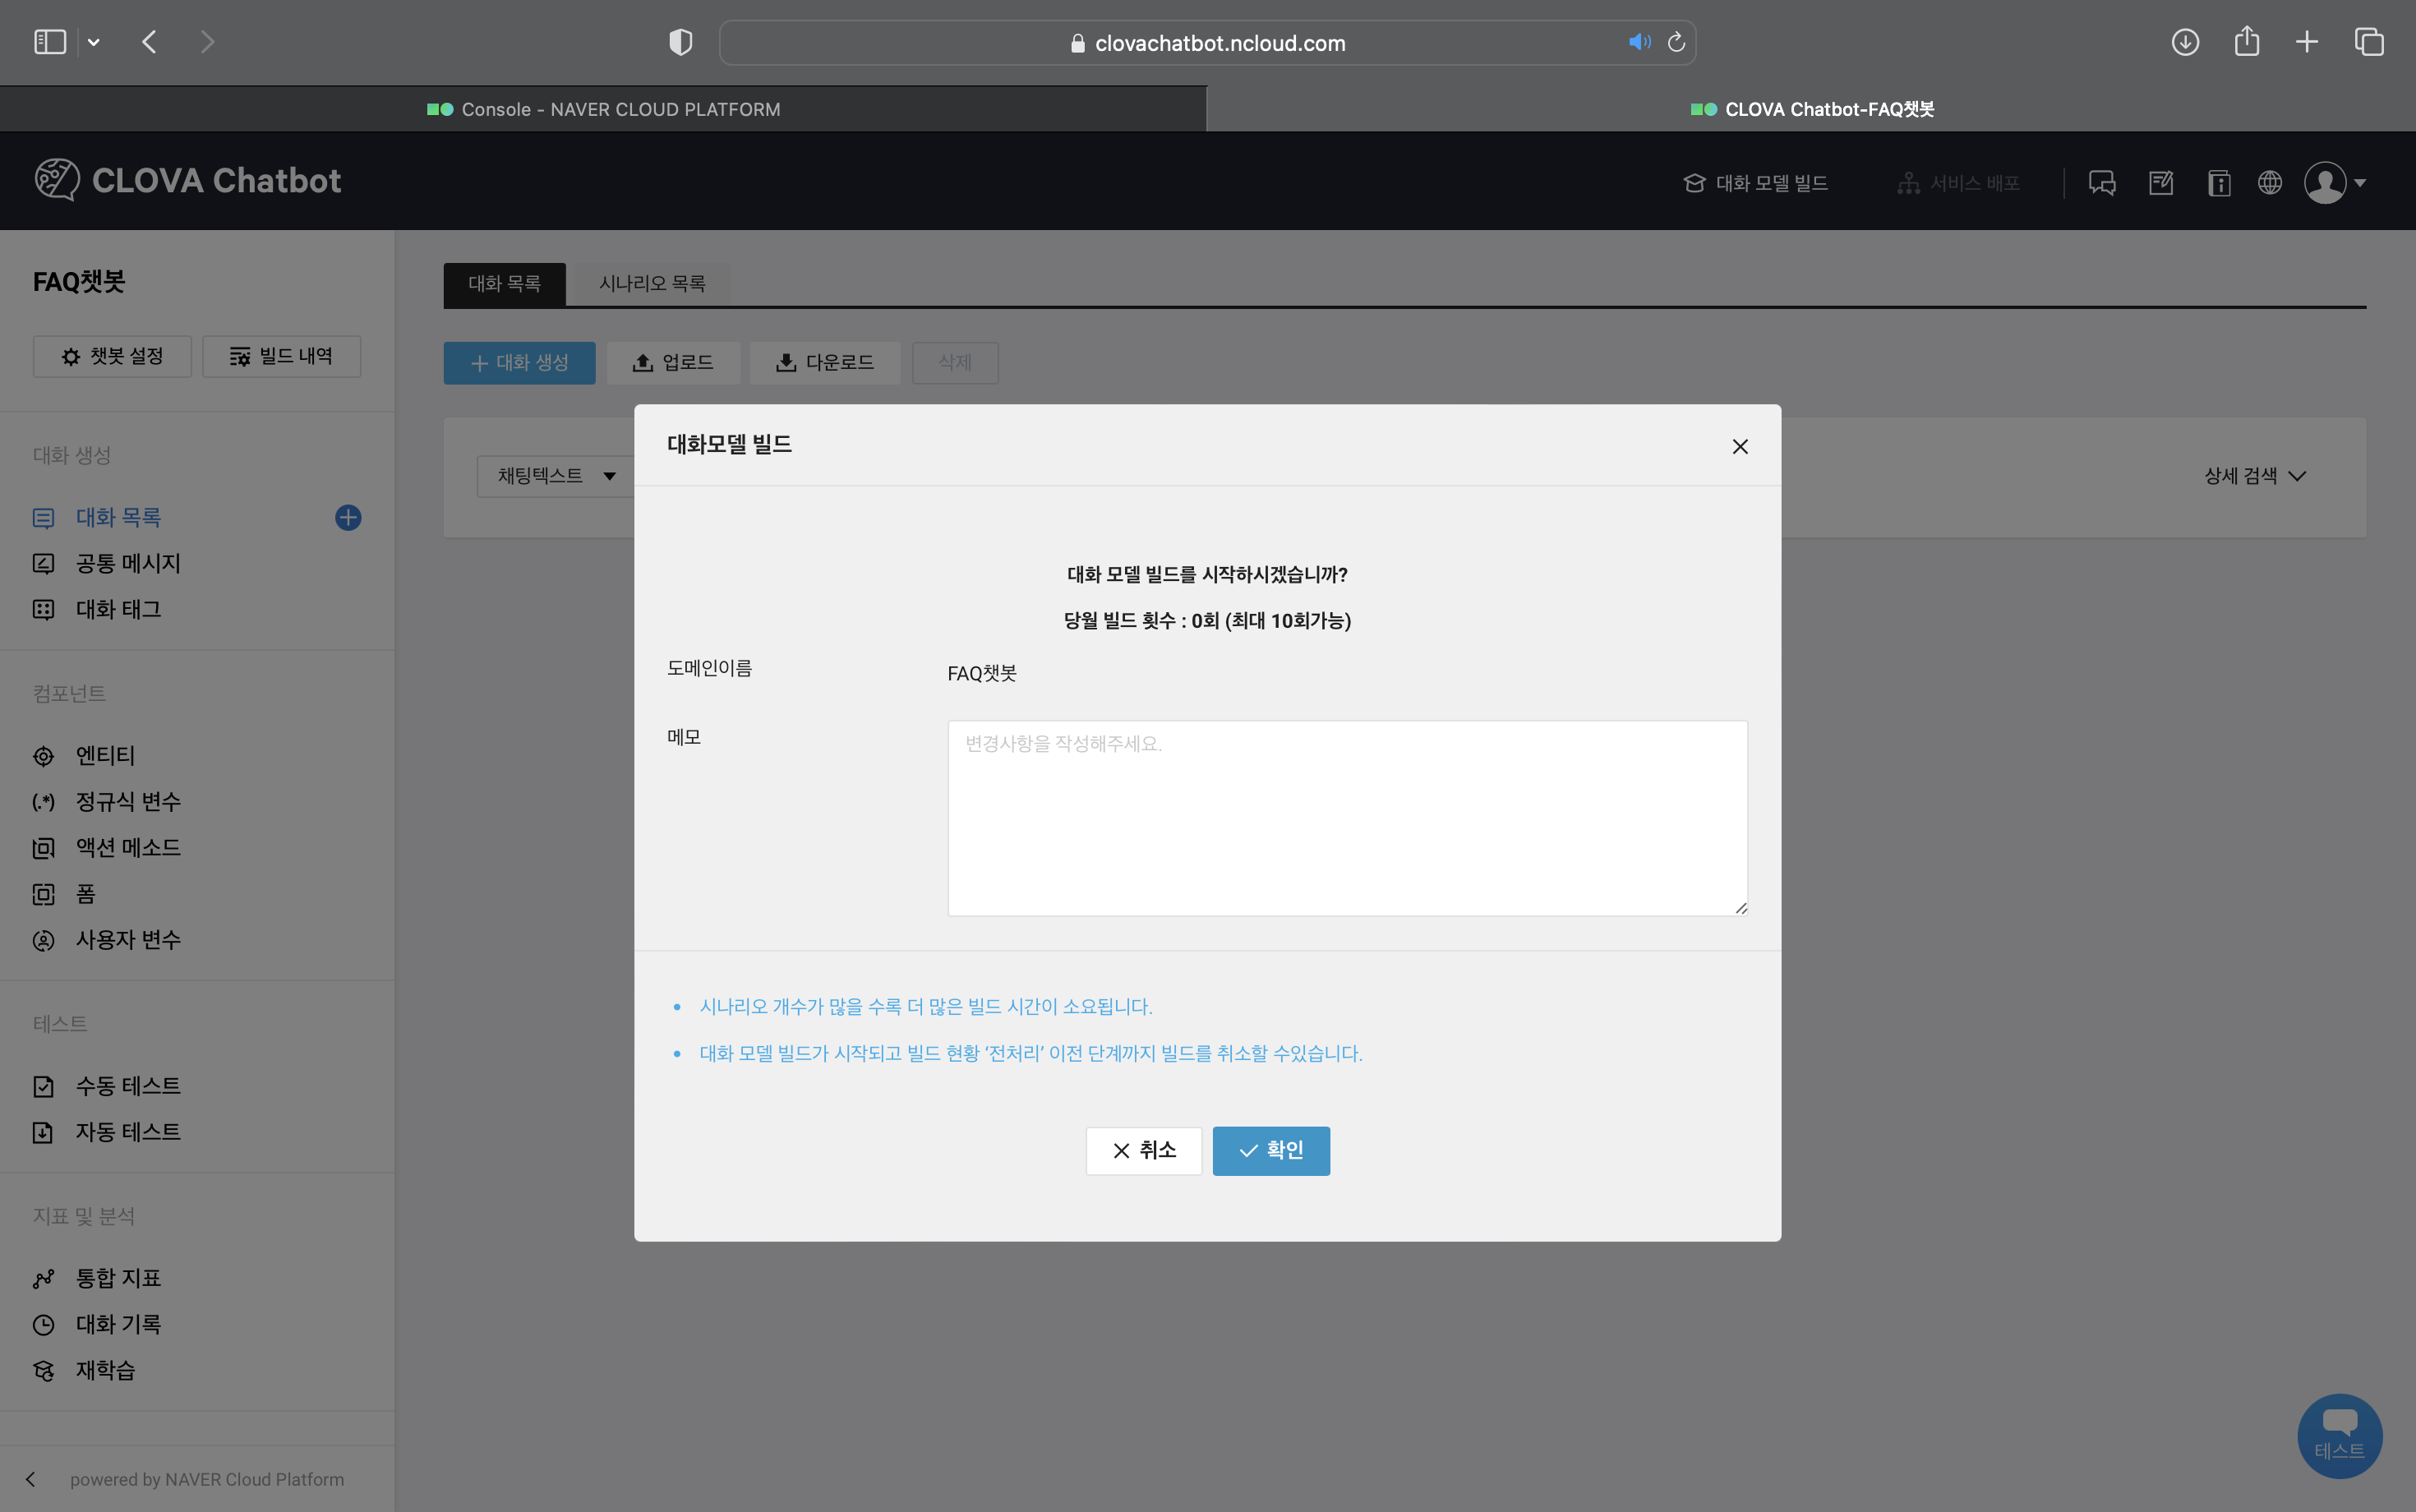 clovachatbot.ncloud.com
Console - NAVER CLOUD PLATFORM
CLOVA Chatbot-FAQ챗봇
CLOVA Chatbot
대화 모델 빌드
서비스 배포
FAQ챗봇
챗봇 설정
빌드 내역
대화 생성
대화 목록
공통 메시지
대화 태그
컴포넌트
엔티티
(.*) 정규식 변수
액션 메소드
폼
사용자 변수
테스트
수동 테스트
자동 테스트
지표 및 분석
통합 지표
대화 기록
재학습
powered by NAVER Cloud Platform
대화 목록
시나리오 목록
대화 생성
업로드
다운로드
삭제
채팅텍스트
상세 검색
대화모델 빌드
대화 모델 빌드를 시작하시겠습니까?
당월 빌드 횟수 : 0회 (최대 10회가능)
도메인이름
FAQ챗봇
메모
변경사항을 작성해주세요.
• 시나리오 개수가 많을 수록 더 많은 빌드 시간이 소요됩니다.
• 대화 모델 빌드가 시작되고 빌드 현황 ‘전처리’ 이전 단계까지 빌드를 취소할 수있습니다.
취소
확인
테스트